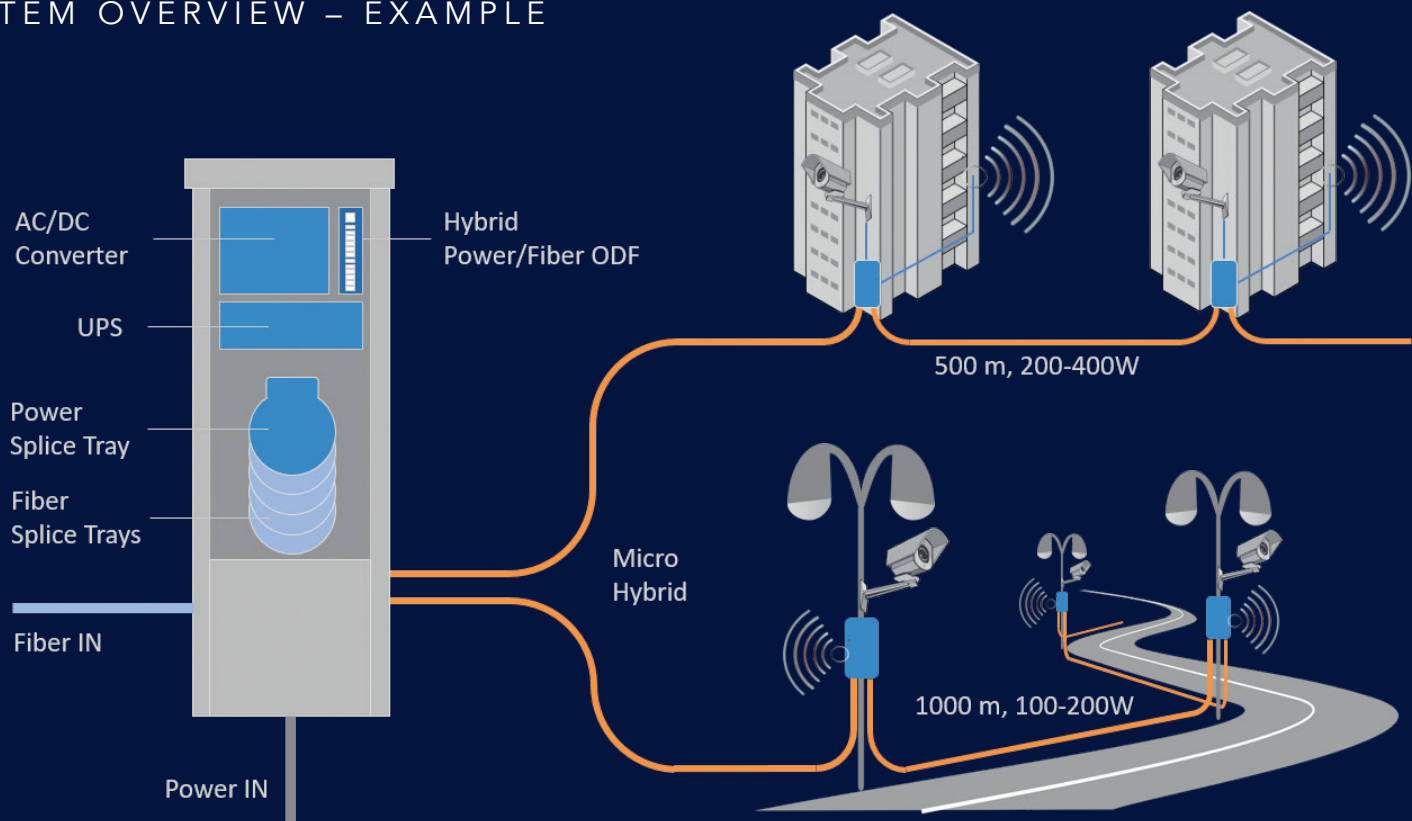 TEM OVERVIEW – EXAMPLE
AC/DC
Converter
Hybrid
Power/Fiber ODF
UPS
Power
Splice Tray
Fiber
Splice Trays
Fiber IN
Power IN
500 m, 200-400W
Micro
Hybrid
1000 m, 100-200W